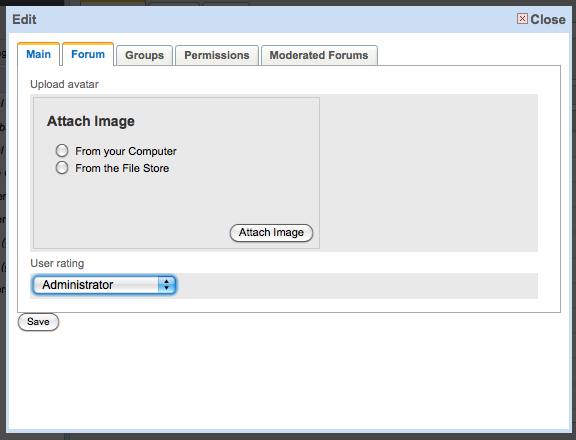 Edit
Close
Main Forum Groups Permissions Moderated Forums
Upload avatar
Attach Image
From your Computer
From the File Store
Attach Image
User rating
Administrator
Save